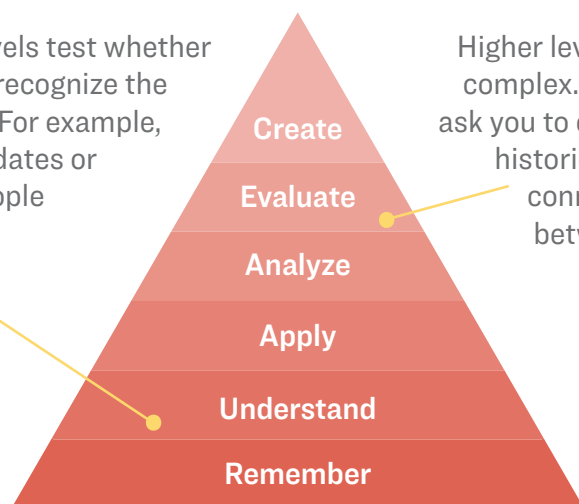 vels test whether
recognize the
For example,
dates or
ople
Higher lev
complex.
ask you to
histori
conn
betw
Create
Evaluate
Analyze
Apply
Understand
Remember